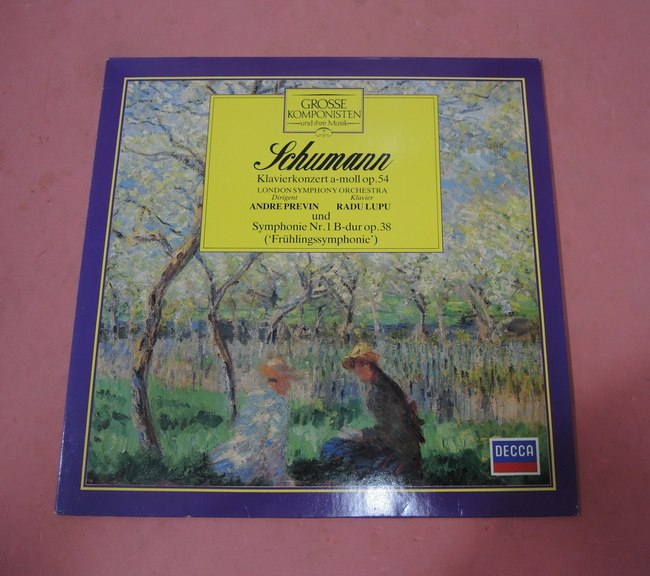 GROSSE
KOMPONISTEN
und ihre Musik
Schumann
Klavierkonzert a-moll op.54
LONDON SYMPHONY ORCHESTRA
Dirigent Klavier
ANDRE PREVIN RADU LUPU
und
Symphonie Nr.1 B-dur op.38
('Frühlingssymphonie')
DECCA